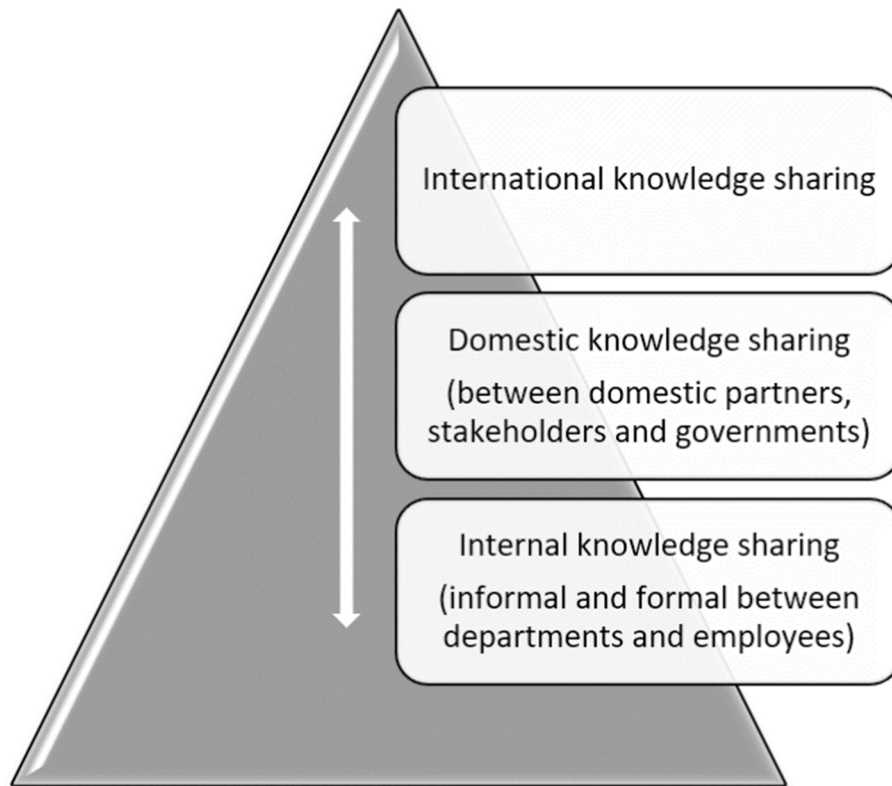 International knowledge sharing
Domestic knowledge sharing
(between domestic partners,
stakeholders and governments)
Internal knowledge sharing
(informal and formal between
departments and employees)